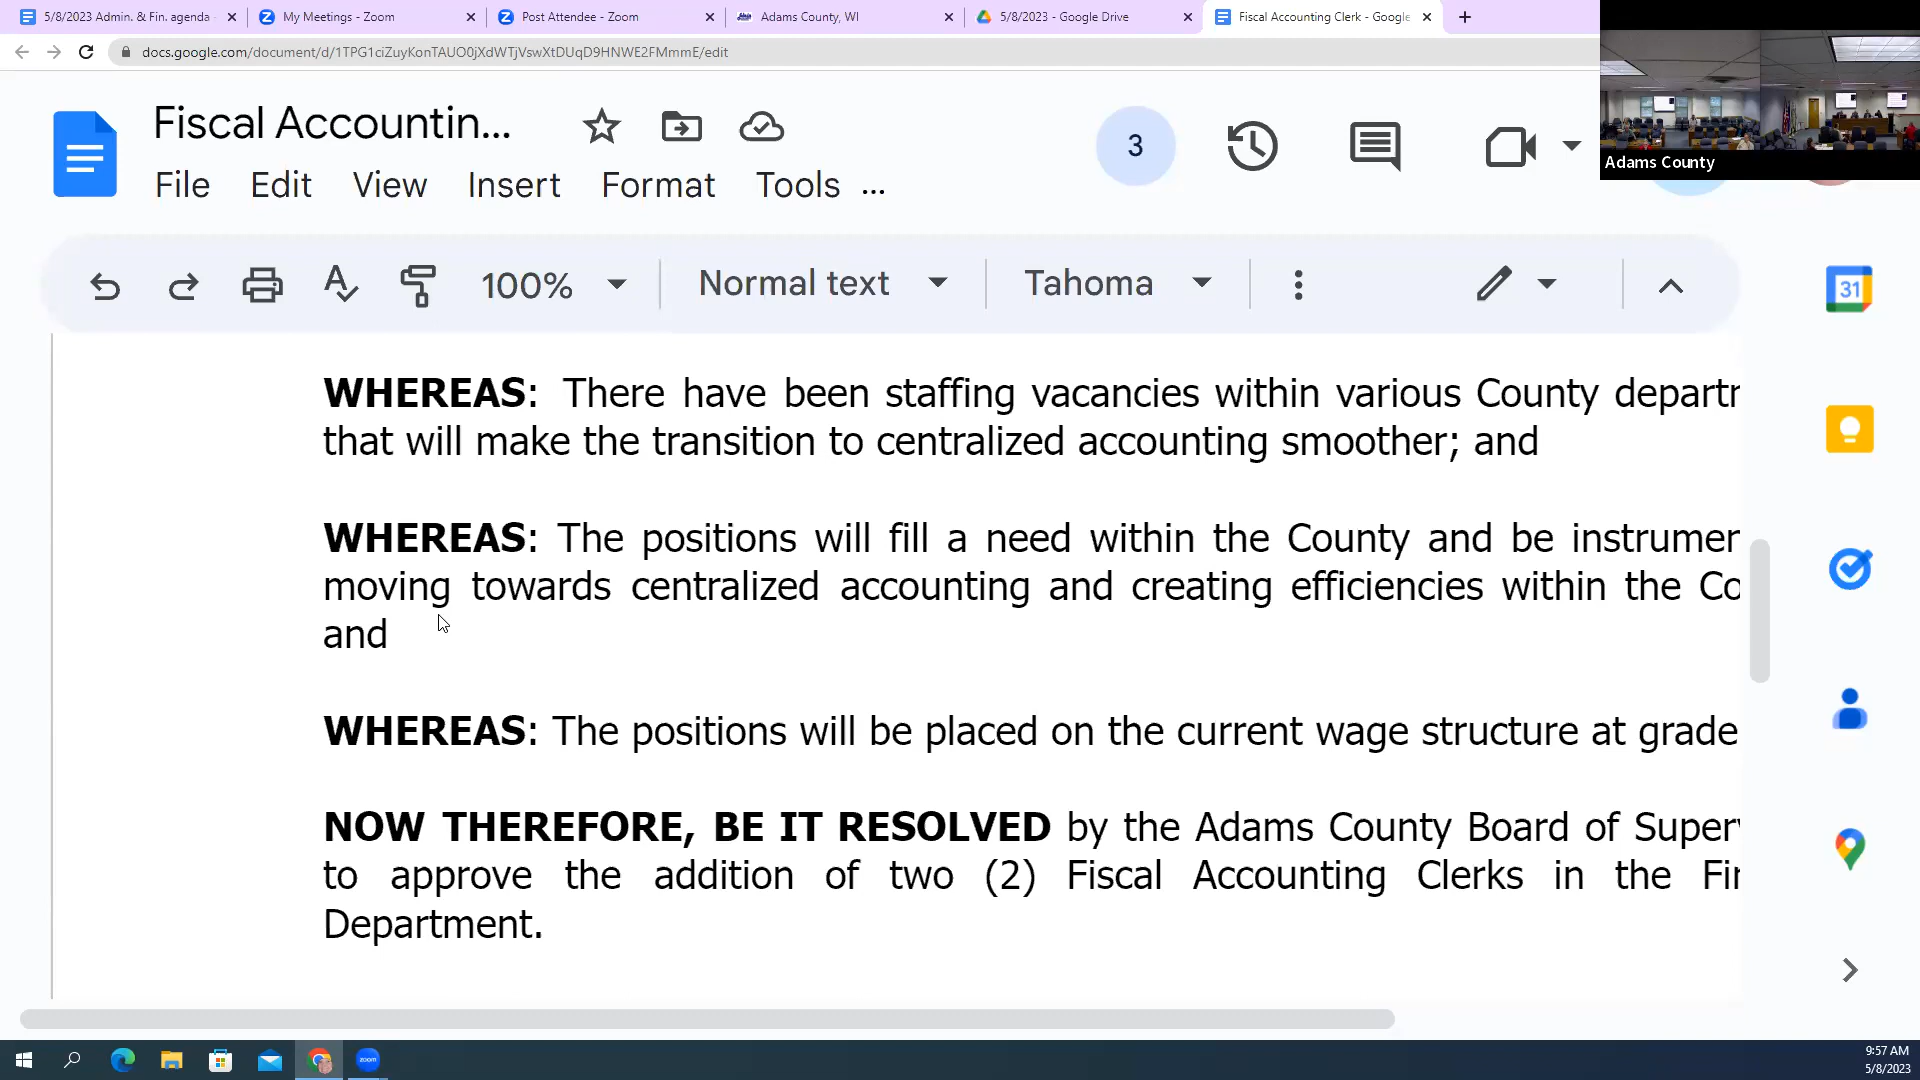 5/8/2023 Admin. & Fin. agenda
My Meetings - Zoom
Post Attendee - Zoom
Adams County, WI
5/8/2023 - Google Drive
Fiscal Accounting Clerk - Google
docs.google.com/document/d/1TPG1ciZuyKonTAUO0jXdWTjVswXtDUqD9HNWE2FMmmE/edit
Adams County
Fiscal Accountin...
3
File Edit View Insert Format Tools ...
100% Normal text Tahoma
31
WHEREAS: There have been staffing vacancies within various County departr
that will make the transition to centralized accounting smoother; and
WHEREAS: The positions will fill a need within the County and be instrumer
moving towards centralized accounting and creating efficiencies within the Co
and
WHEREAS: The positions will be placed on the current wage structure at grade
NOW THEREFORE, BE IT RESOLVED by the Adams County Board of Superv
to approve the addition of two (2) Fiscal Accounting Clerks in the Fir
Department.
zoom
9:57 AM
5/8/2023